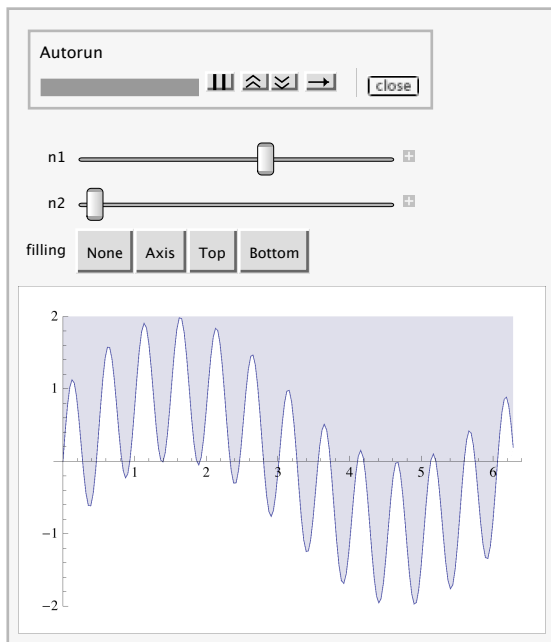 Autorun
close
n1
n2
filling None Axis Top Bottom
2
1
1 2 3 4 5 6
−1
−2